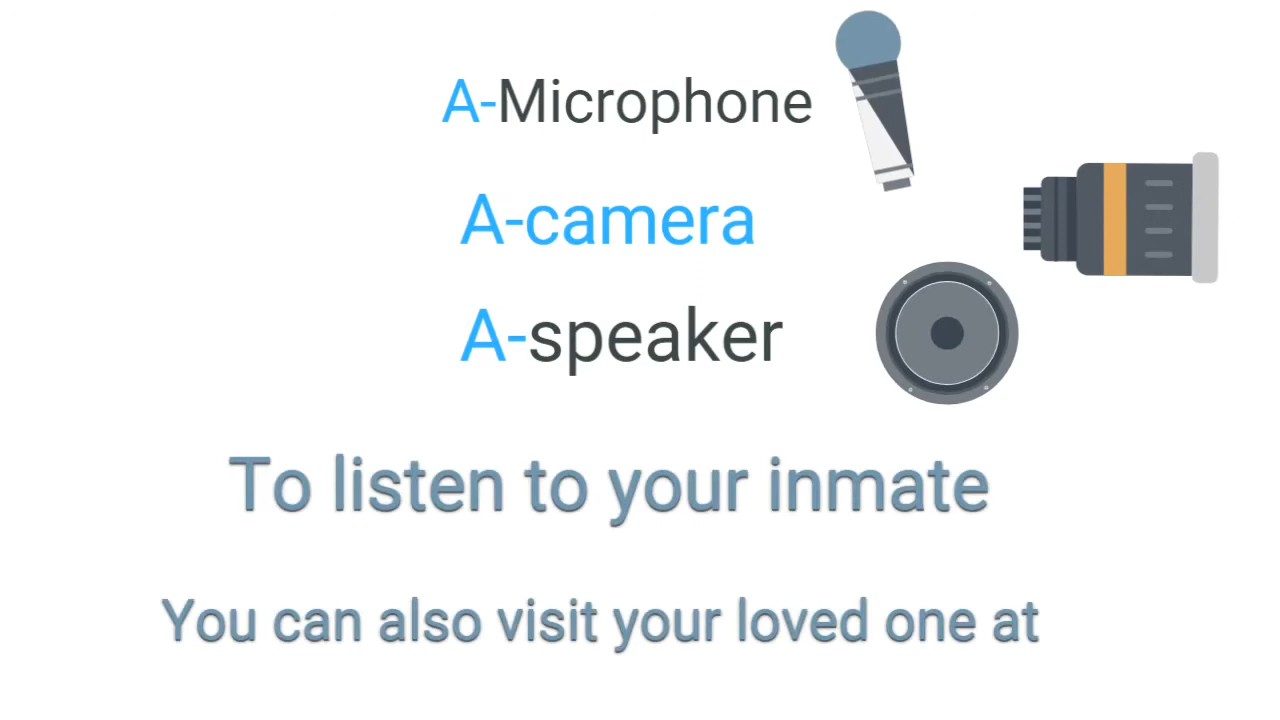 A-Microphone
A-camera
A-speaker
To listen to your inmate
You can also visit your loved one at